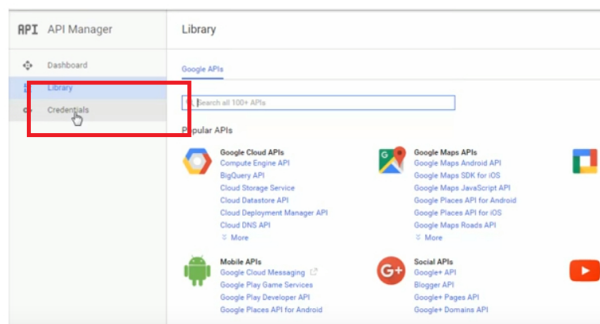 API API Manager
Library
Dashboard
Library
Credentials
Google APIs
Search all 100+ APIs
Popular APIs
Google Cloud APIs
Compute Engine API
BigQuery API
Cloud Storage Service
Cloud Datastore API
Cloud Deployment Manager API
Cloud DNS API
More
Google Maps APIs
Google Maps Android API
Google Maps SDK for iOS
Google Maps JavaScript API
Google Places API for Android
Google Places API for iOS
Google Maps Roads API
More
Mobile APIs
Google Cloud Messaging
Google Play Game Services
Google Play Developer API
Google Places API for Android
Social APIs
Google+ API
Blogger API
Google+ Pages API
Google+ Domains API
G+